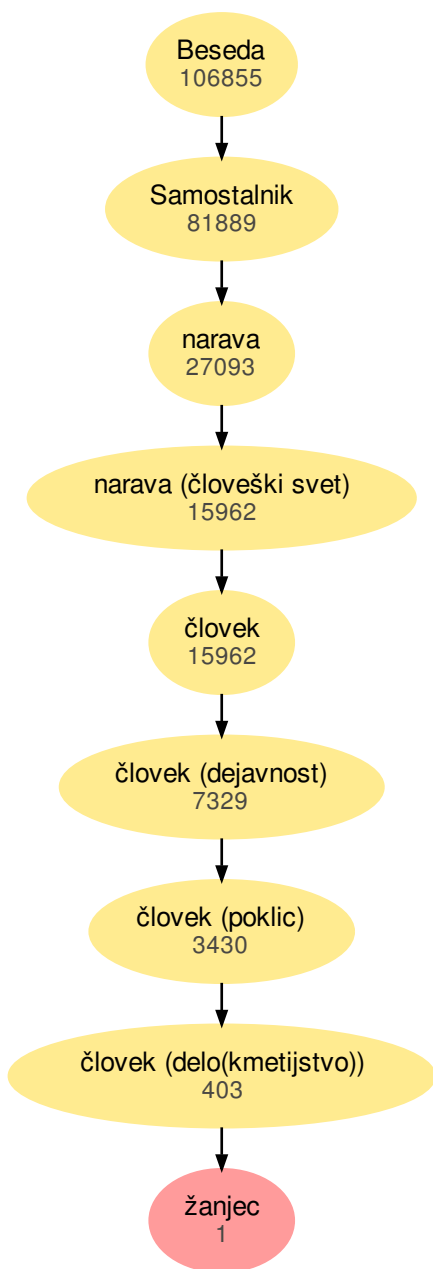 Beseda
106855
Samostalnik
81889
narava
27093
narava (človeški svet)
15962
človek
15962
človek (dejavnost)
7329
človek (poklic)
3430
človek (delo(kmetijstvo))
403
žanjec
1